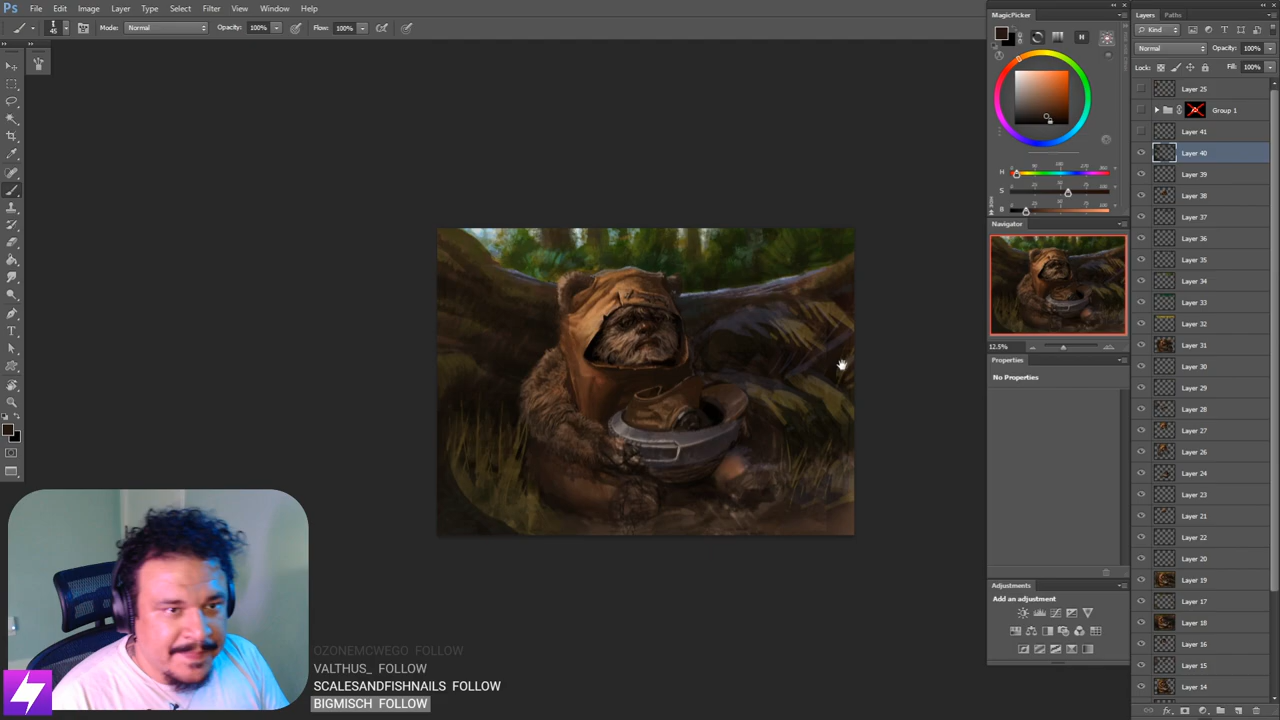 Ps File Edit Image Layer Type Select Filter View Window Help
45 Mode: Normal Opacity: 100% Flow: 100%
MagicPicker
H
H
S
B
Navigator
12.5%
Properties
No Properties
Adjustments
Add an adjustment
Layers Paths
Kind
Normal Opacity: 100%
Lock: Fill: 100%
Layer 25
Group 1
Layer 41
Layer 40
Layer 39
Layer 38
Layer 37
Layer 36
Layer 35
Layer 34
Layer 33
Layer 32
Layer 31
Layer 30
Layer 29
Layer 28
Layer 27
Layer 26
Layer 24
Layer 23
Layer 21
Layer 22
Layer 20
Layer 19
Layer 17
Layer 18
Layer 16
Layer 15
Layer 14
OZONEMCWEGO FOLLOW
VALTHUS_ FOLLOW
SCALESANDFISHNAILS FOLLOW
BIGMISCH FOLLOW